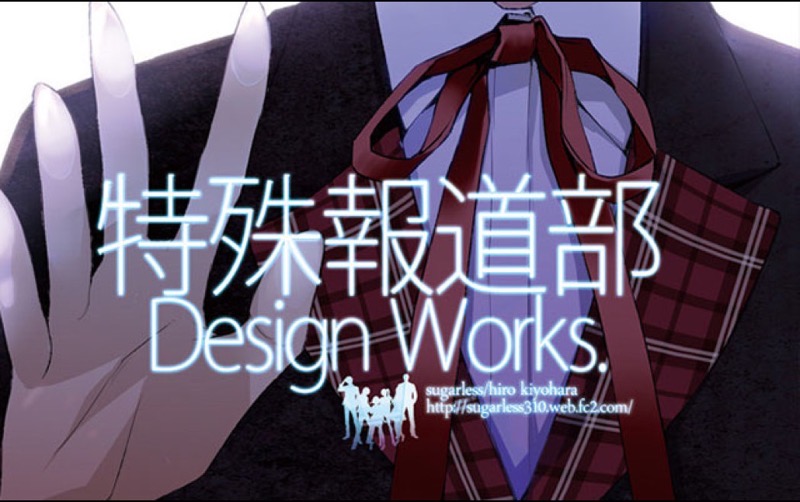 特殊報道部
Design Works.
sugarless/hiro kiyohara
http://sugarless310.web.fc2.com/